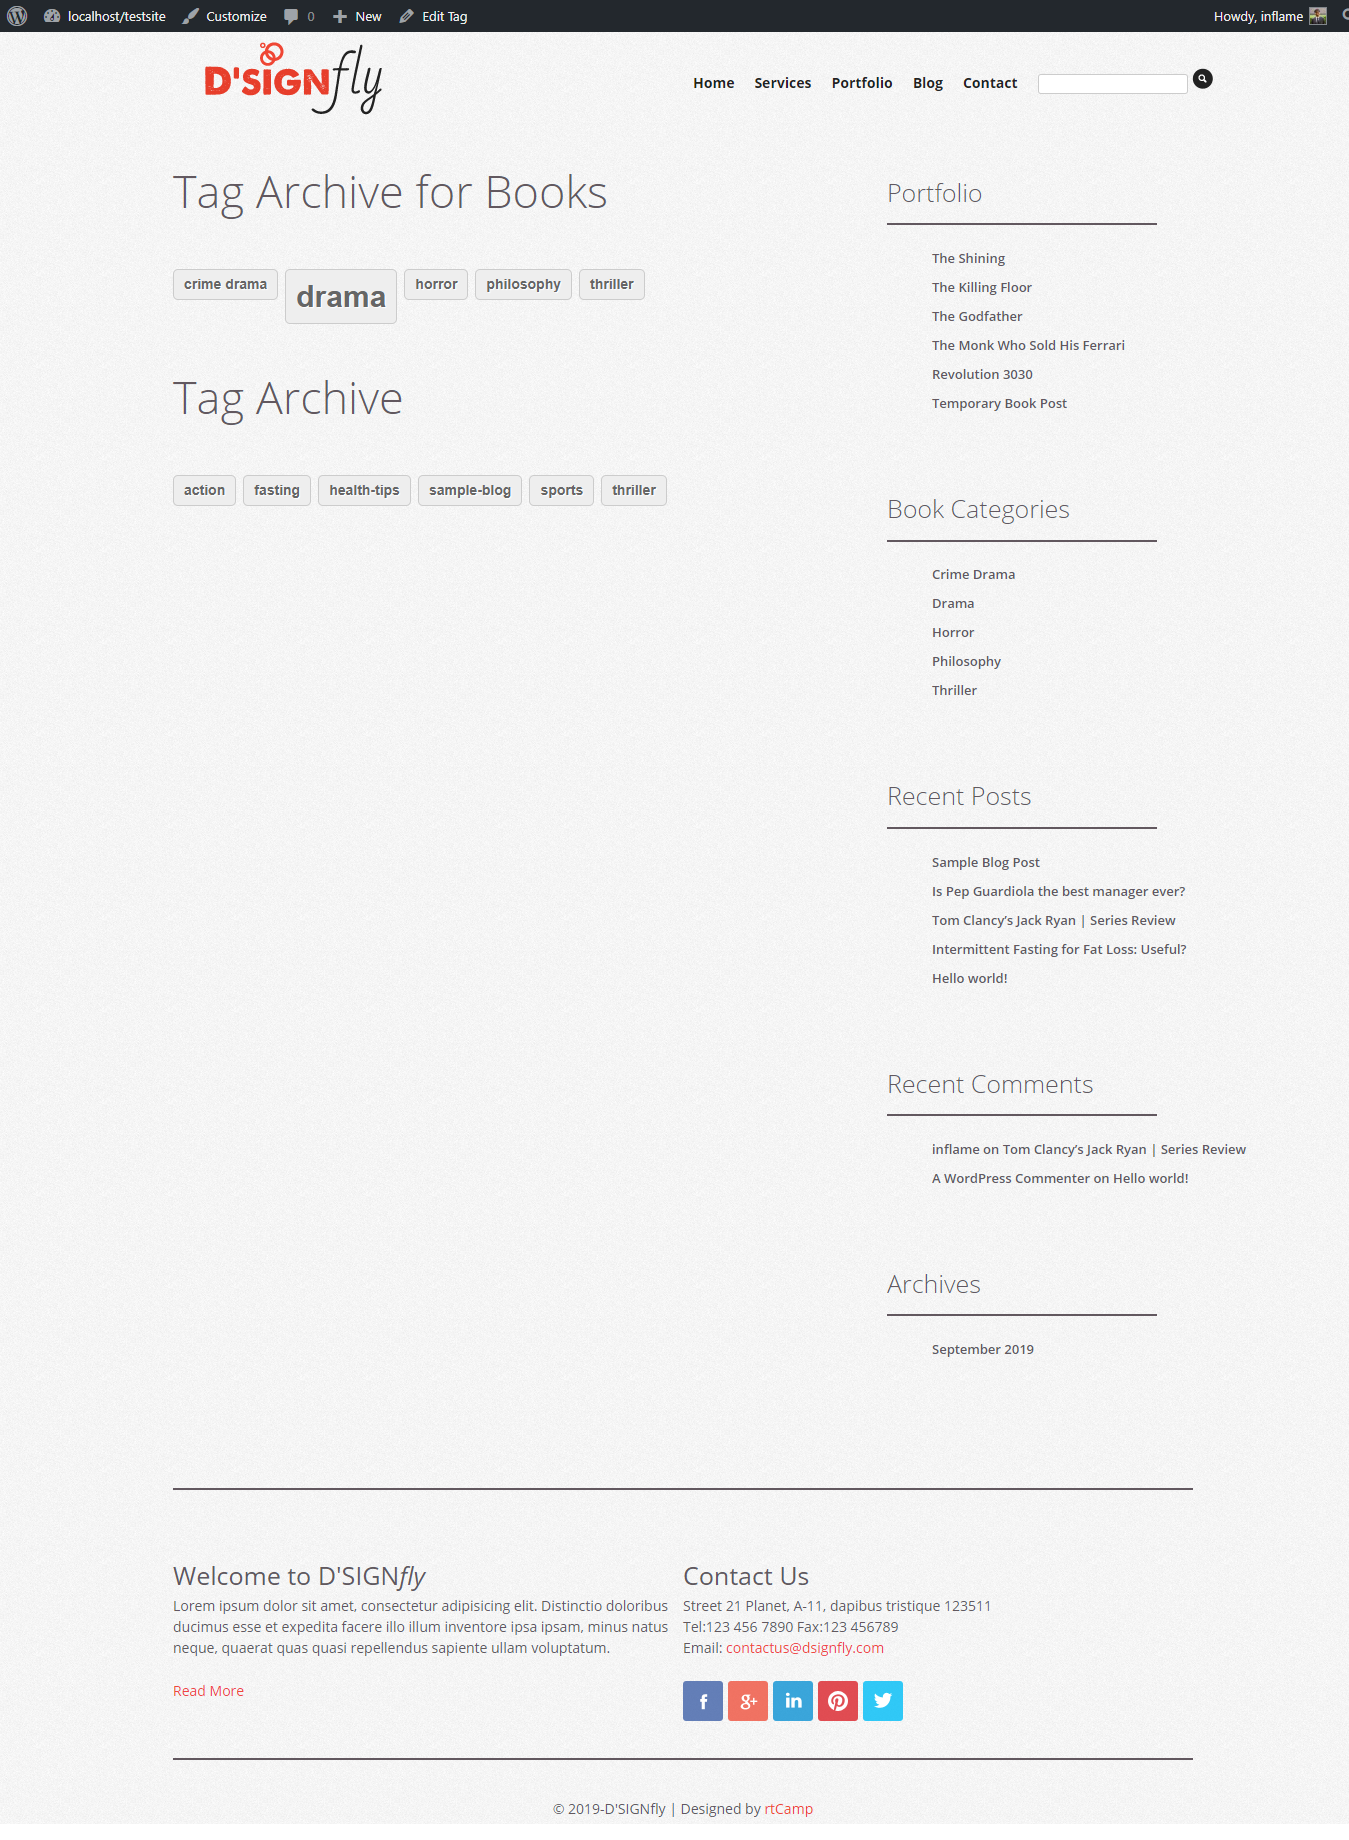 localhost/testsite Customize 0 New Edit Tag Howdy, inflame
D'SIGNfly
Home Services Portfolio Blog Contact
Tag Archive for Books
crime drama drama horror philosophy thriller
Tag Archive
action fasting health-tips sample-blog sports thriller
Portfolio
The Shining
The Killing Floor
The Godfather
The Monk Who Sold His Ferrari
Revolution 3030
Temporary Book Post
Book Categories
Crime Drama
Drama
Horror
Philosophy
Thriller
Recent Posts
Sample Blog Post
Is Pep Guardiola the best manager ever?
Tom Clancy’s Jack Ryan | Series Review
Intermittent Fasting for Fat Loss: Useful?
Hello world!
Recent Comments
inflame on Tom Clancy’s Jack Ryan | Series Review
A WordPress Commenter on Hello world!
Archives
September 2019
Welcome to D'SIGNfly
Lorem ipsum dolor sit amet, consectetur adipisicing elit. Distinctio doloribus
ducimus esse et expedita facere illo illum inventore ipsa ipsam, minus natus
neque, quaerat quas quasi repellendus sapiente ullam voluptatum.
Read More
Contact Us
Street 21 Planet, A-11, dapibus tristique 123511
Tel:123 456 7890 Fax:123 456789
Email: contactus@dsignfly.com
f g+ in
© 2019-D'SIGNfly | Designed by rtCamp